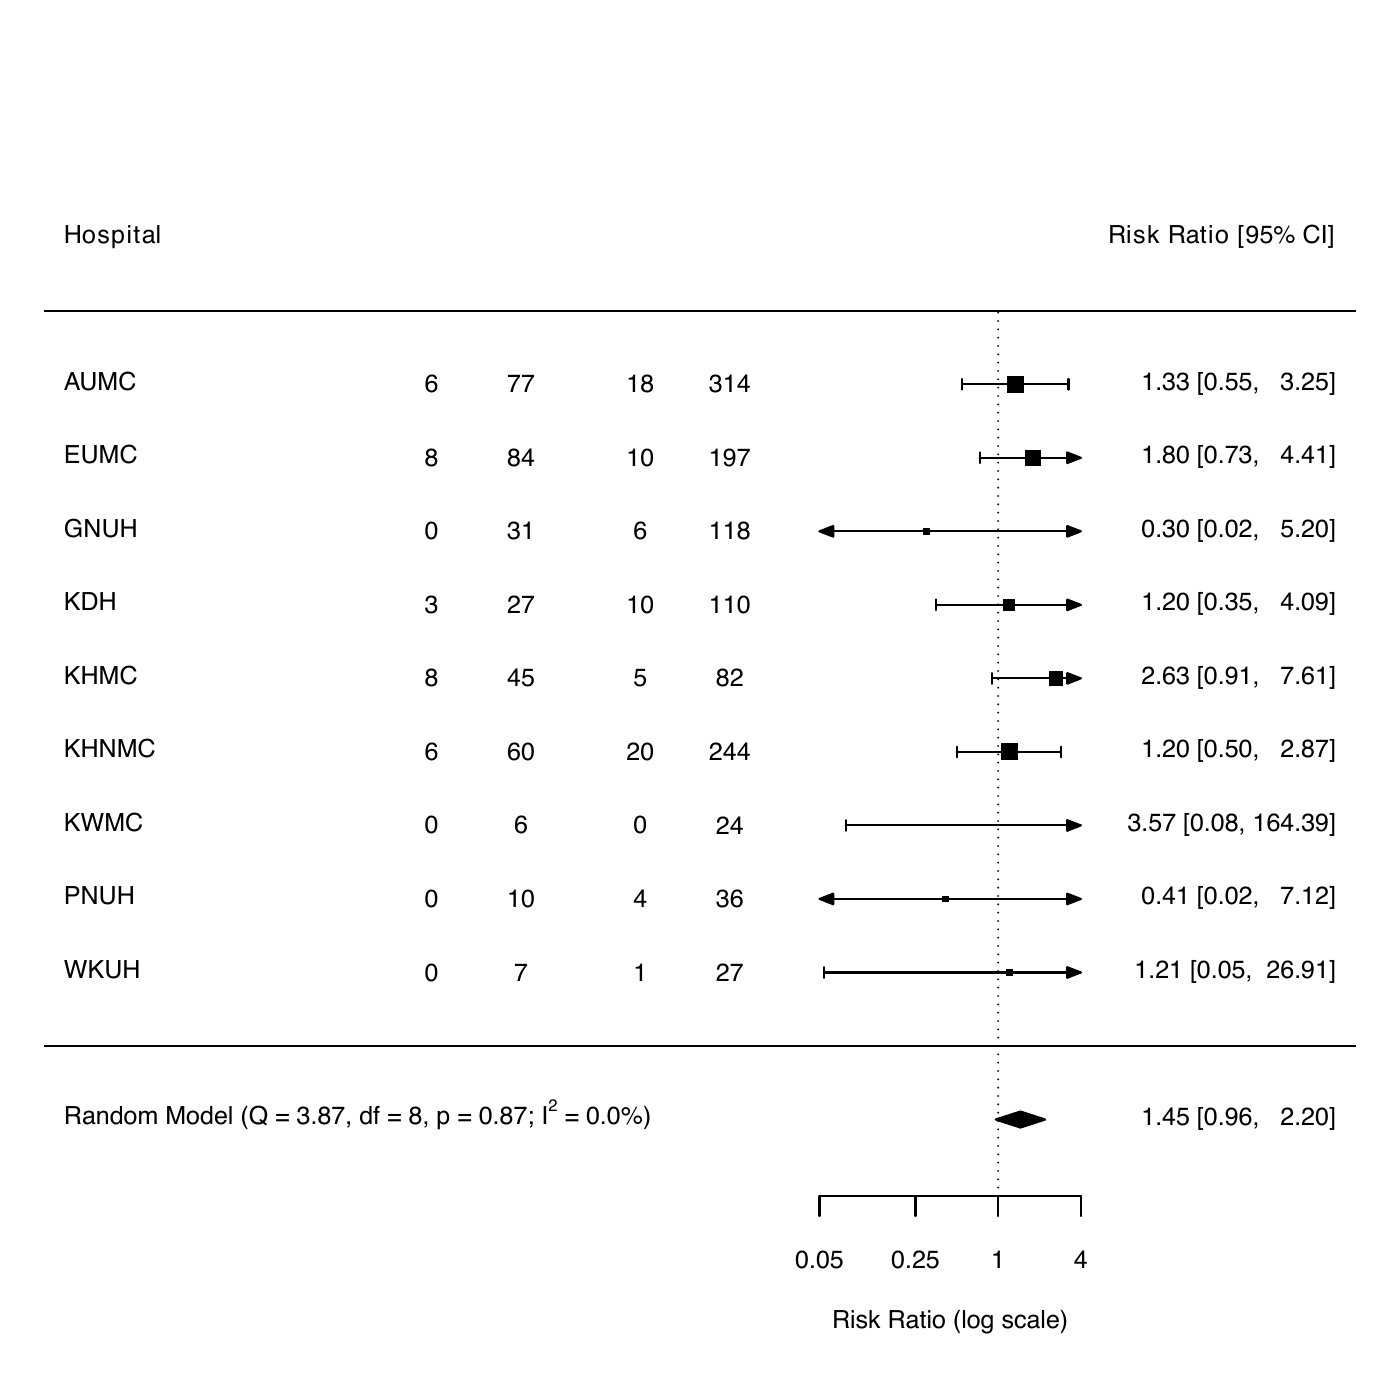 Hospital Risk Ratio [95% CI]
AUMC 6 77 18 314 1.33 [0.55, 3.25]
EUMC 8 84 10 197 1.80 [0.73, 4.41]
GNUH 0 31 6 118 0.30 [0.02, 5.20]
KDH 3 27 10 110 1.20 [0.35, 4.09]
KHMC 8 45 5 82 2.63 [0.91, 7.61]
KHNMC 6 60 20 244 1.20 [0.50, 2.87]
KWMC 0 6 0 24 3.57 [0.08, 164.39]
PNUH 0 10 4 36 0.41 [0.02, 7.12]
WKUH 0 7 1 27 1.21 [0.05, 26.91]
Random Model (Q = 3.87, df = 8, p = 0.87; I² = 0.0%) 1.45 [0.96, 2.20]
0.05 0.25 1 4
Risk Ratio (log scale)